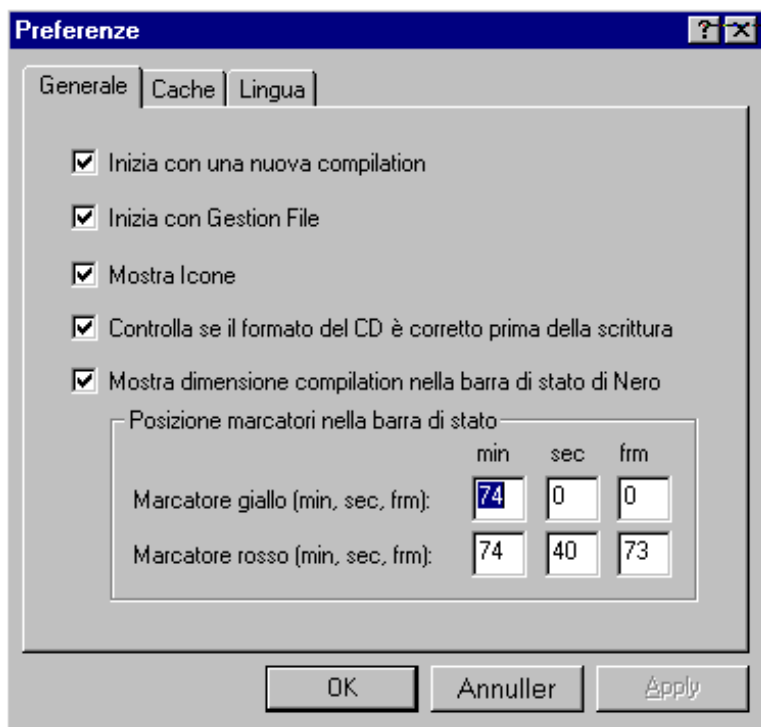 Preferenze
Generale Cache Lingua
Inizia con una nuova compilation
Inizia con Gestion File
Mostra Icone
Controlla se il formato del CD è corretto prima della scrittura
Mostra dimensione compilation nella barra di stato di Nero
Posizione marcatori nella barra di stato
min sec frm
Marcatore giallo (min, sec, frm): 74 0 0
Marcatore rosso (min, sec, frm): 74 40 73
OK Annuller Apply